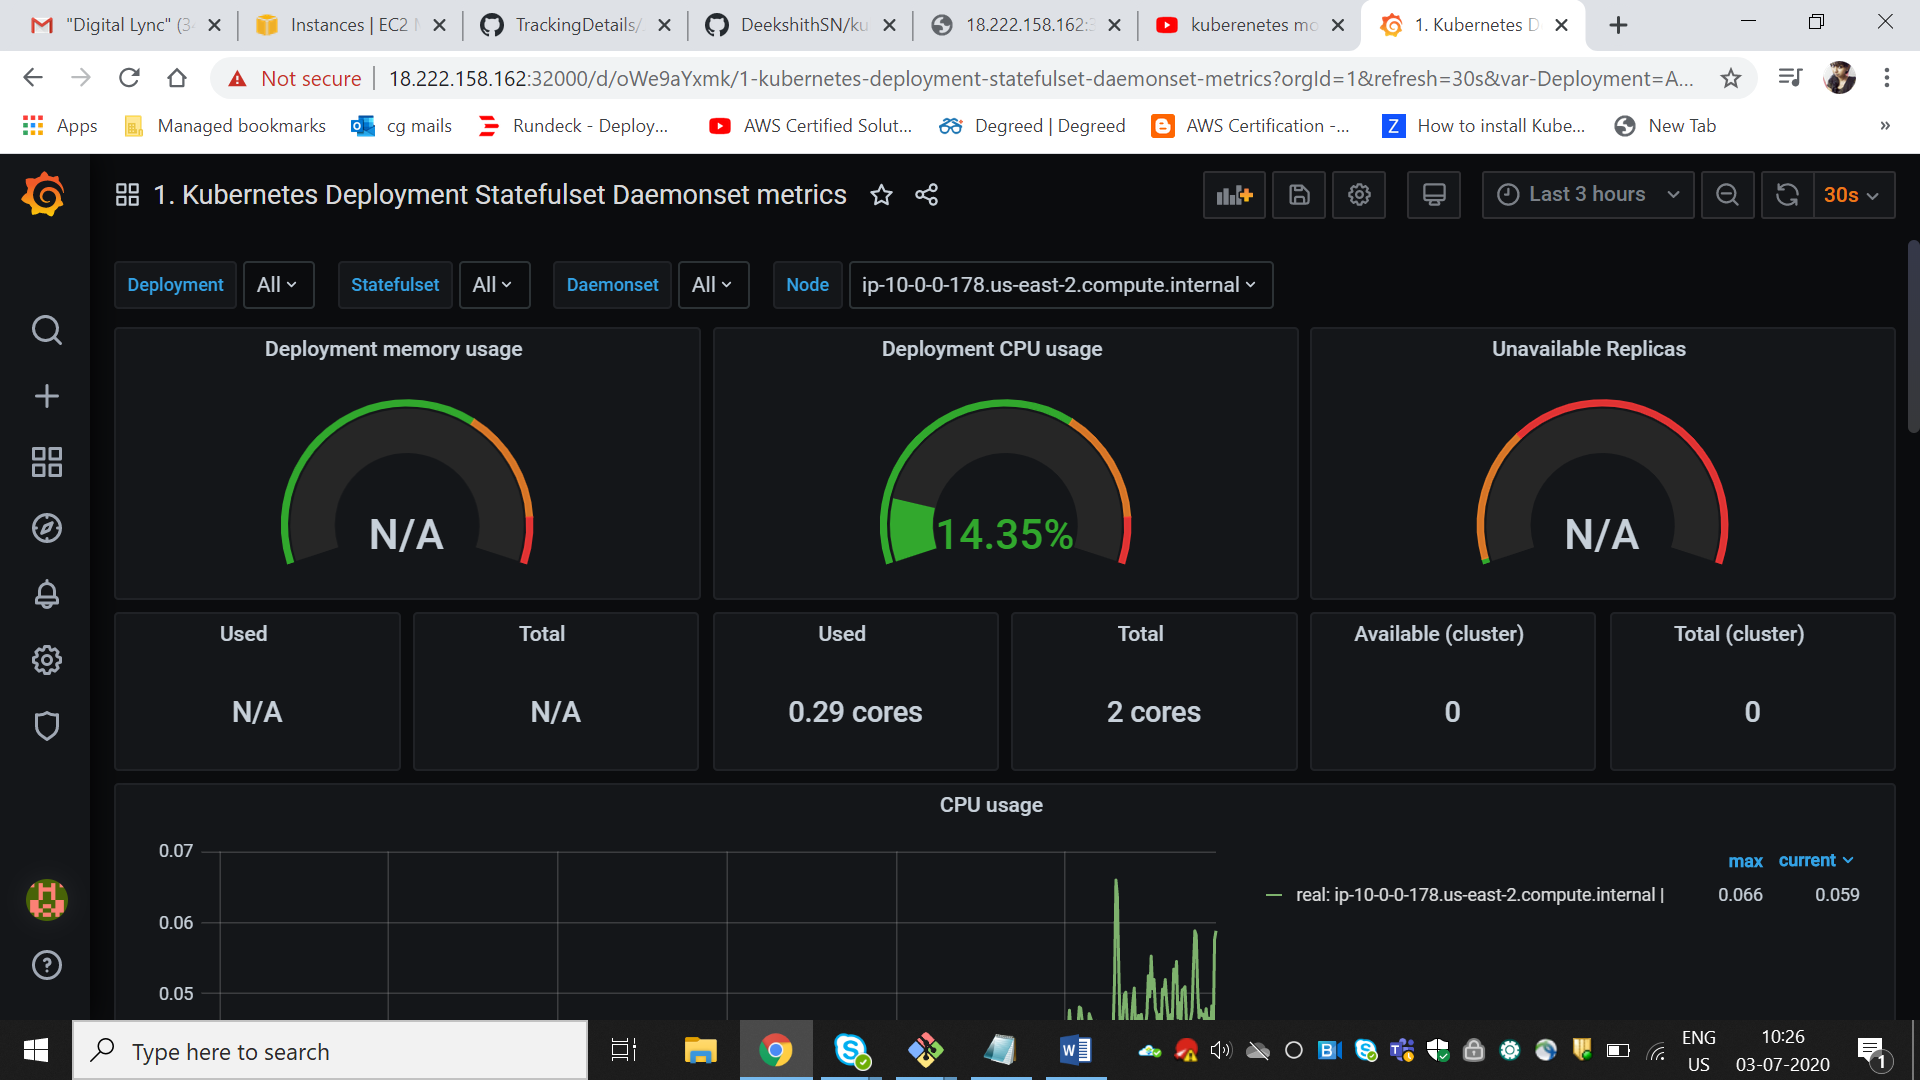 "Digital Lync" (3
Instances | EC2 M
TrackingDetails/
DeekshithSN/ku
18.222.158.162:3
kuberenetes mo
1. Kubernetes D
Not secure
18.222.158.162:32000/d/oWe9aYxmk/1-kubernetes-deployment-statefulset-daemonset-metrics?orgId=1&refresh=30s&var-Deployment=A...
Apps
Managed bookmarks
cg mails
Rundeck - Deploy...
AWS Certified Solut...
Degreed | Degreed
AWS Certification -...
Z
How to install Kube...
New Tab
»
1. Kubernetes Deployment Statefulset Daemonset metrics
Last 3 hours
30s
Deployment
All
Statefulset
All
Daemonset
All
Node
ip-10-0-0-178.us-east-2.compute.internal
Deployment memory usage
Deployment CPU usage
Unavailable Replicas
N/A
14.35%
N/A
Used
Total
Used
Total
Available (cluster)
Total (cluster)
N/A
N/A
0.29 cores
2 cores
0
0
CPU usage
0.07
0.06
0.05
max
current
real: ip-10-0-0-178.us-east-2.compute.internal |
0.066
0.059
Type here to search
ENG
US
10:26
03-07-2020
1